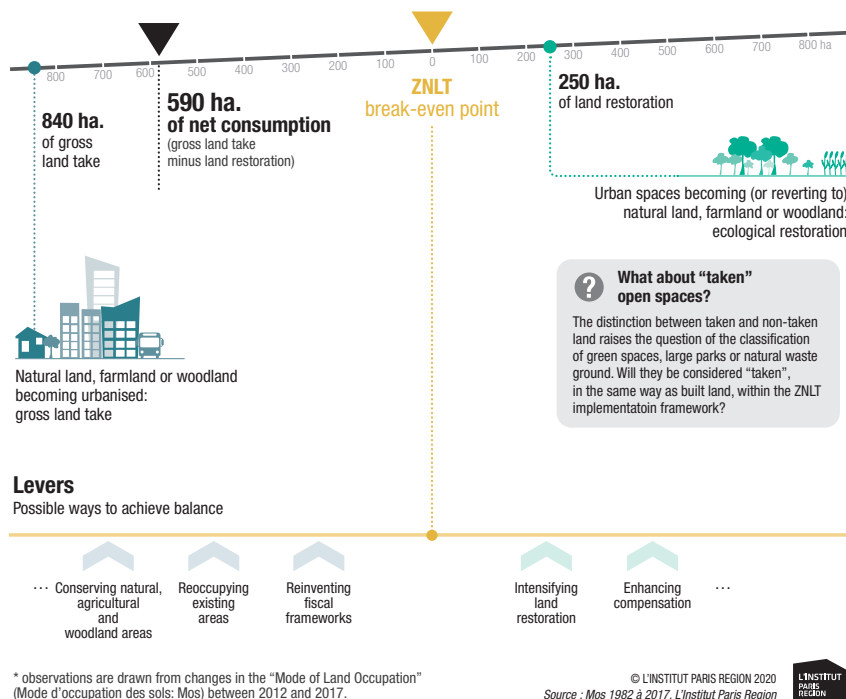 800 700 600 500 400 300 200 100 0 100 200 300 400 500 600 700 800 ha
840 ha.
of gross
land take
590 ha.
of net consumption
(gross land take
minus land restoration)
ZNLT
break-even point
250 ha.
of land restoration
Urban spaces becoming (or reverting to)
natural land, farmland or woodland:
ecological restoration
Natural land, farmland or woodland
becoming urbanised:
gross land take
?
What about “taken”
open spaces?
The distinction between taken and non-taken
land raises the question of the classification
of green spaces, large parks or natural waste
ground. Will they be considered “taken”,
in the same way as built land, within the ZNLT
implementatoin framework?
Levers
Possible ways to achieve balance
... Conserving natural,
agricultural
and
woodland areas
Reoccupying
existing
areas
Reinventing
fiscal
frameworks
Intensifying
land
restoration
Enhancing
compensation
...
* observations are drawn from changes in the “Mode of Land Occupation”
(Mode d’occupation des sols: Mos) between 2012 and 2017.
© L’INSTITUT PARIS REGION 2020
Source : Mos 1982 à 2017, L’Institut Paris Region
L’INSTITUT
PARIS
REGION